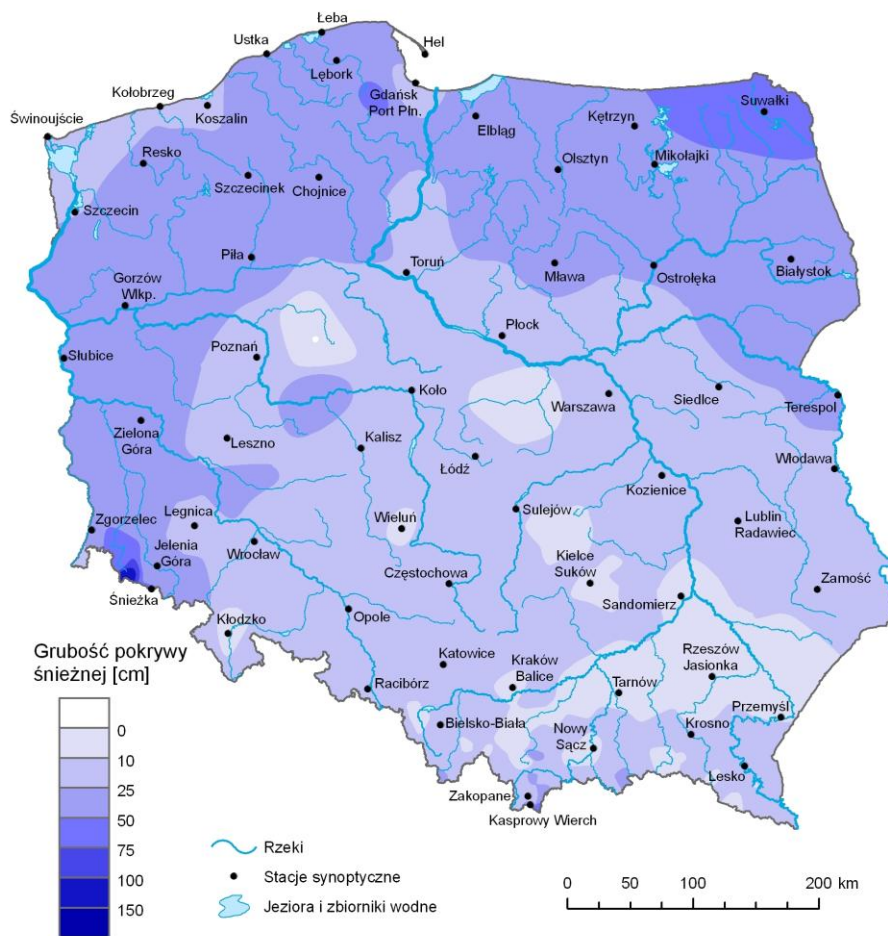 Łeba
Ustka
Hel
Lębork
Kołobrzeg
Gdańsk
Port Płn.
Koszalin
Suwałki
Świnoujście
Elbląg
Kętrzyn
Resko
Mikołajki
Szczecinek
Chojnice
Olsztyn
Szczecin
Piła
Toruń
Mława
Ostrołęka
Białystok
Gorzów
Wlkp.
Płock
Słubice
Poznań
Koło
Warszawa
Siedlce
Terespol
Zielona
Góra
Leszno
Kalisz
Łódź
Włodawa
Kozienice
Legnica
Sulejów
Zgorzelec
Wieluń
Lublin
Radawiec
Jelenia
Góra
Wrocław
Kielce
Suków
Częstochowa
Zamość
Śnieżka
Sandomierz
Kłodzko
Opole
Grubość pokrywy
śnieżnej [cm]
Katowice
Kraków
Balice
Rzeszów
Jasionka
Tarnów
Racibórz
Przemyśl
Bielsko-Biała
Nowy
Sącz
Krosno
Lesko
Zakopane
Kasprowy Wierch
0
10
25
50
75
100
150
Rzeki
Stacje synoptyczne
Jeziora i zbiorniki wodne
0 50 100 200 km